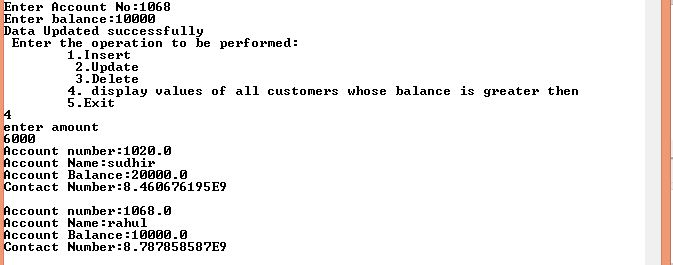 Enter Account No:1068
Enter balance:10000
Data Updated successfully
Enter the operation to be performed:
1.Insert
2.Update
3.Delete
4. display values of all customers whose balance is greater then
5.Exit
4
enter amount
6000
Account number:1020.0
Account Name:sudhir
Account Balance:20000.0
Contact Number:8.460676195E9
Account number:1068.0
Account Name:rahul
Account Balance:10000.0
Contact Number:8.787858587E9